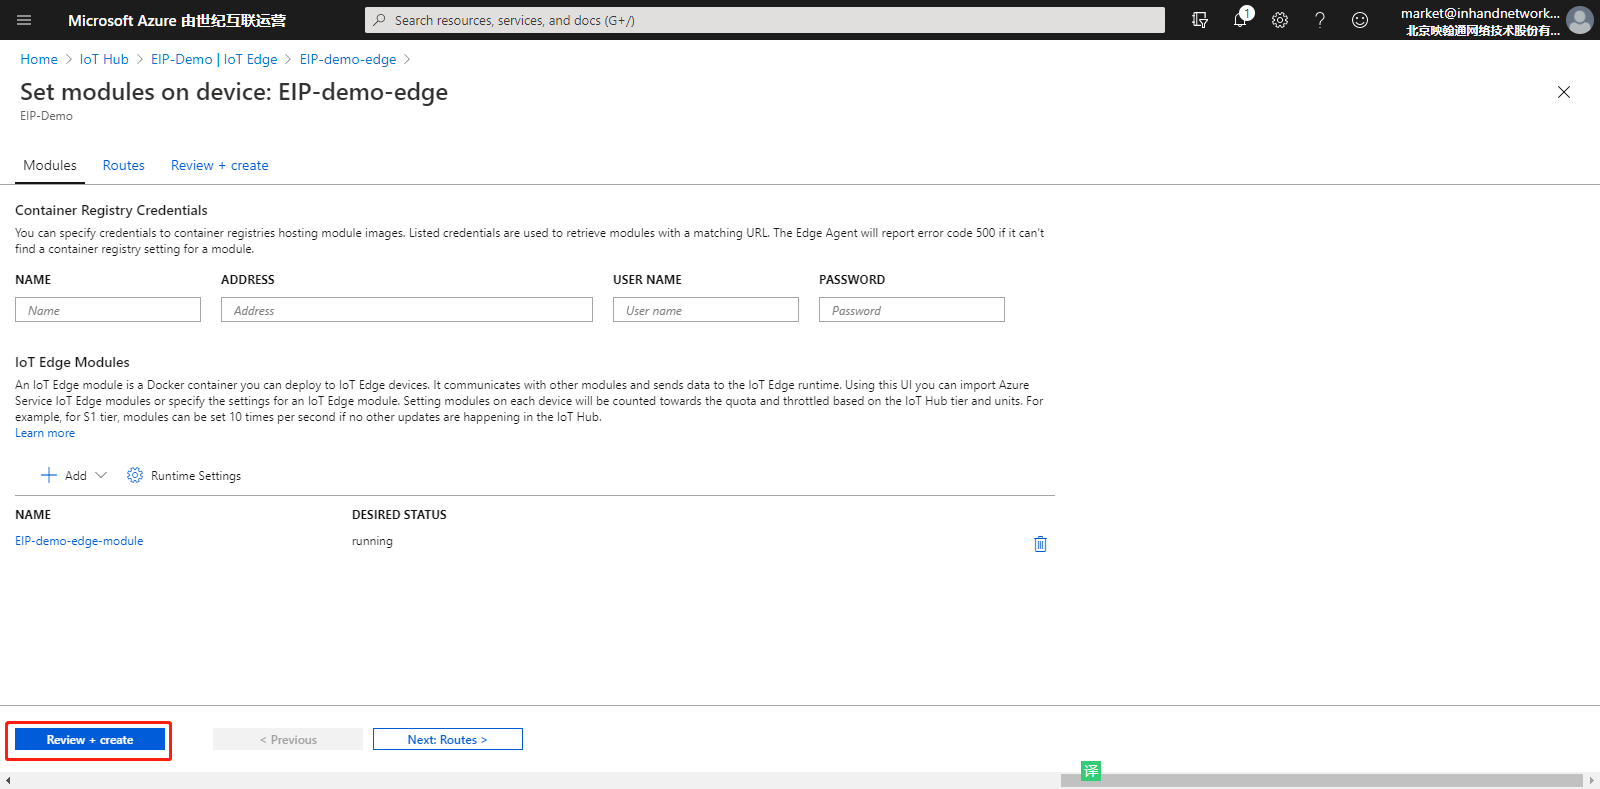 Microsoft Azure 由世纪互联运营
Search resources, services, and docs (G+/)
1
market@inhandnetwork...
北京映翰通网络技术股份有...
Home > IoT Hub > EIP-Demo | IoT Edge > EIP-demo-edge >
Set modules on device: EIP-demo-edge
EIP-Demo
Modules Routes Review + create
Container Registry Credentials
You can specify credentials to container registries hosting module images. Listed credentials are used to retrieve modules with a matching URL. The Edge Agent will report error code 500 if it can't
find a container registry setting for a module.
NAME ADDRESS USER NAME PASSWORD
Name Address User name Password
IoT Edge Modules
An IoT Edge module is a Docker container you can deploy to IoT Edge devices. It communicates with other modules and sends data to the IoT Edge runtime. Using this UI you can import Azure
Service IoT Edge modules or specify the settings for an IoT Edge module. Setting modules on each device will be counted towards the quota and throttled based on the IoT Hub tier and units. For
example, for S1 tier, modules can be set 10 times per second if no other updates are happening in the IoT Hub.
Learn more
Add Runtime Settings
NAME DESIRED STATUS
EIP-demo-edge-module running
Review + create < Previous Next: Routes >
译